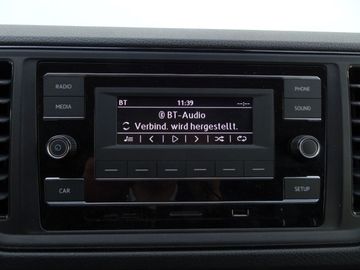 RADIO
MEDIA
CAR
BT 11:39 --:--
BT-Audio
Verbind. wird hergestellt.
PHONE
SOUND
SETUP